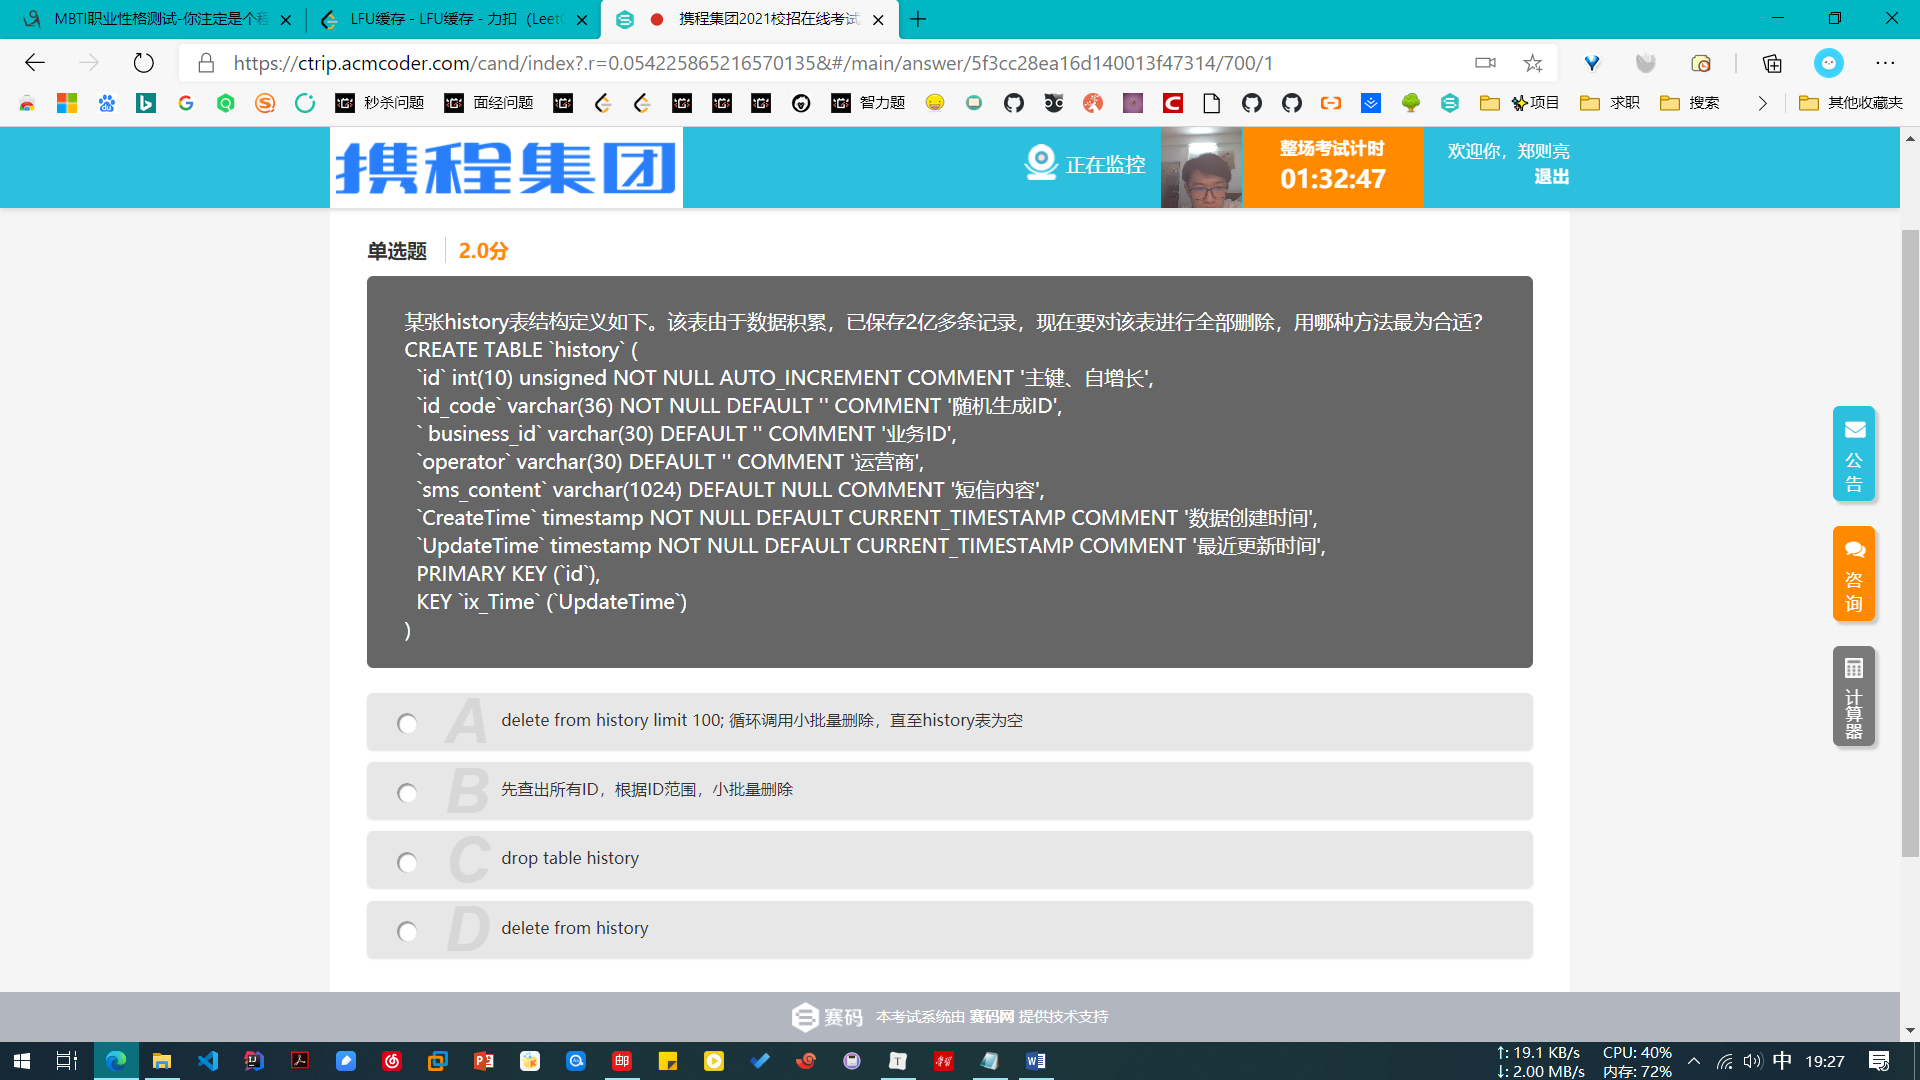 MBTI职业性格测试-你注定是个程
LFU缓存 - LFU缓存 - 力扣（Leet
携程集团2021校招在线考试
https://ctrip.acmcoder.com/cand/index?.r=0.054225865216570135&#/main/answer/5f3cc28ea16d140013f47314/700/1
秒杀问题
面经问题
智力题
项目
求职
搜索
其他收藏夹
携程集团
正在监控
整场考试计时
01:32:47
欢迎你，郑则亮
退出
单选题
2.0分
某张history表结构定义如下。该表由于数据积累，已保存2亿多条记录，现在要对该表进行全部删除，用哪种方法最为合适？
CREATE TABLE `history` (
`id` int(10) unsigned NOT NULL AUTO_INCREMENT COMMENT '主键、自增长',
`id_code` varchar(36) NOT NULL DEFAULT '' COMMENT '随机生成ID',
` business_id` varchar(30) DEFAULT '' COMMENT '业务ID',
`operator` varchar(30) DEFAULT '' COMMENT '运营商',
`sms_content` varchar(1024) DEFAULT NULL COMMENT '短信内容',
`CreateTime` timestamp NOT NULL DEFAULT CURRENT_TIMESTAMP COMMENT '数据创建时间',
`UpdateTime` timestamp NOT NULL DEFAULT CURRENT_TIMESTAMP COMMENT '最近更新时间',
PRIMARY KEY (`id`),
KEY `ix_Time` (`UpdateTime`)
)
A delete from history limit 100; 循环调用小批量删除，直至history表为空
B 先查出所有ID，根据ID范围，小批量删除
C drop table history
D delete from history
公告
咨询
计算器
赛码 本考试系统由 赛码网 提供技术支持
↑: 19.1 KB/s
↓: 2.00 MB/s
CPU: 40%
内存: 72%
中
19:27